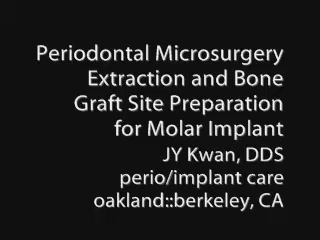 Periodontal Microsurgery
Extraction and Bone
Graft Site Preparation
for Molar Implant
JY Kwan, DDS
perio/implant care
oakland::berkeley, CA